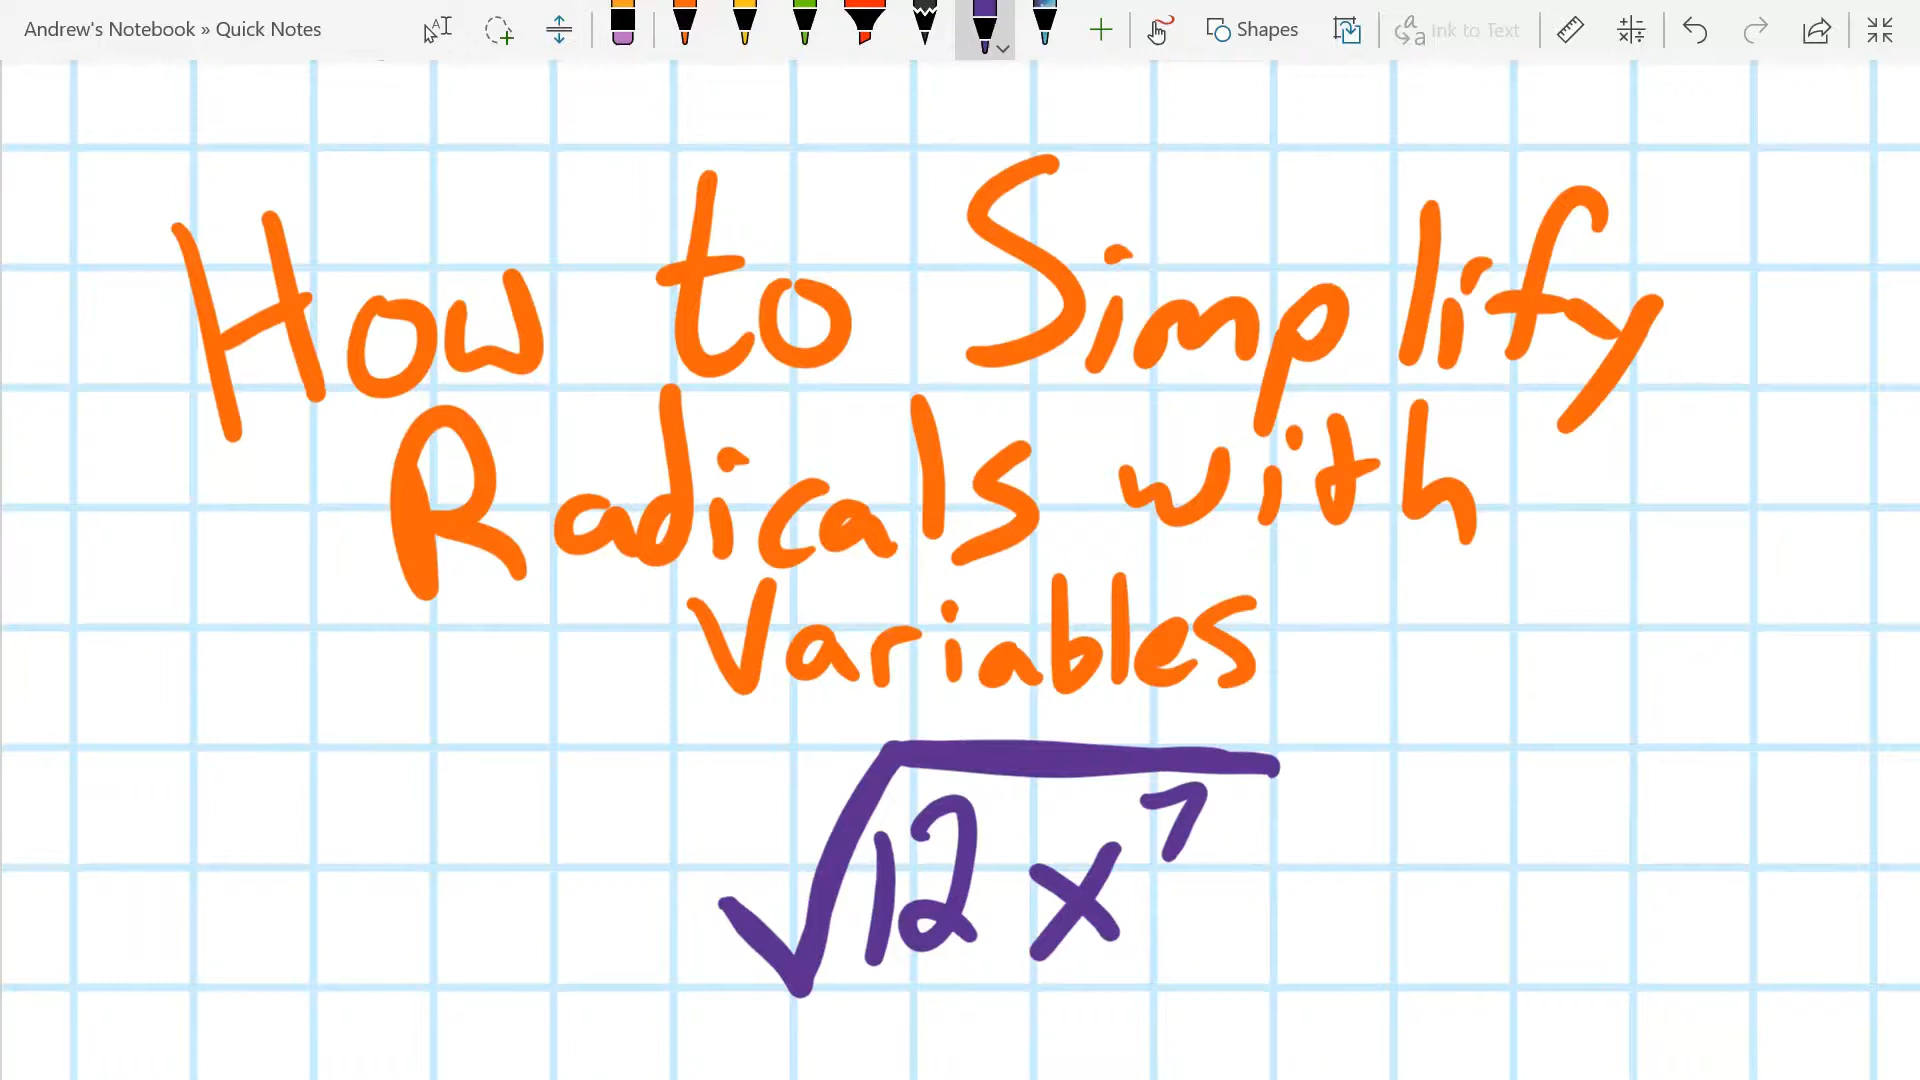 Andrew's Notebook » Quick Notes
Shapes
Ink to Text
How to Simplify
Radicals with
Variables
√12x⁷